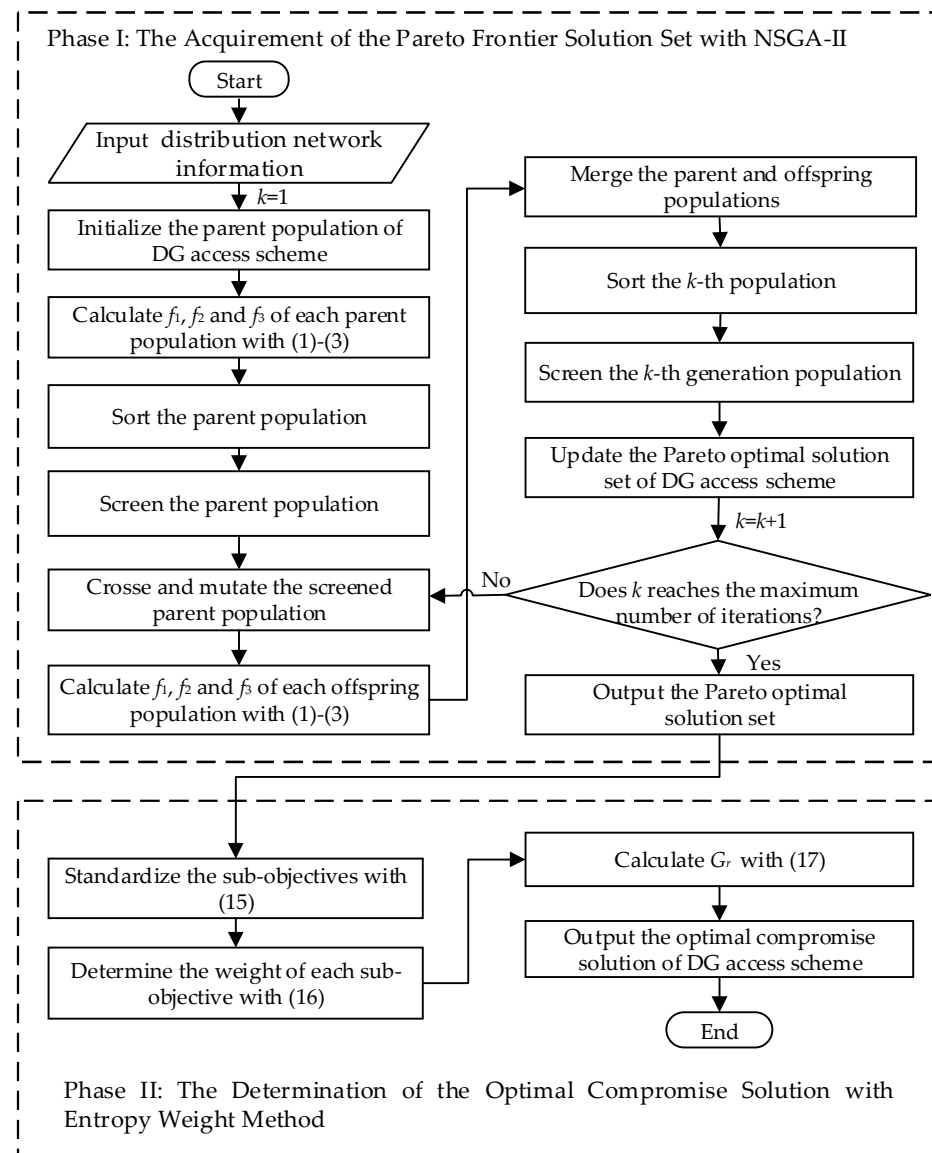 Phase I: The Acquirement of the Pareto Frontier Solution Set with NSGA-II
Start
Input distribution network
information
k=1
Initialize the parent population of
DG access scheme
Calculate f1, f2 and f3 of each parent
population with (1)-(3)
Sort the parent population
Screen the parent population
Crosse and mutate the screened
parent population
Calculate f1, f2 and f3 of each offspring
population with (1)-(3)
Merge the parent and offspring
populations
Sort the k-th population
Screen the k-th generation population
Update the Pareto optimal solution
set of DG access scheme
k=k+1
No
Does k reaches the maximum
number of iterctions?
Yes
Output the Pareto optimal
solution set
Standardize the sub-objectives with
(15)
Determine the weight of each sub-
objective with (16)
Calculate Gr with (17)
Output the optimal compromise
solution of DG access scheme
End
Phase II: The Determination of the Optimal Compromise Solution with
Entropy Weight Method